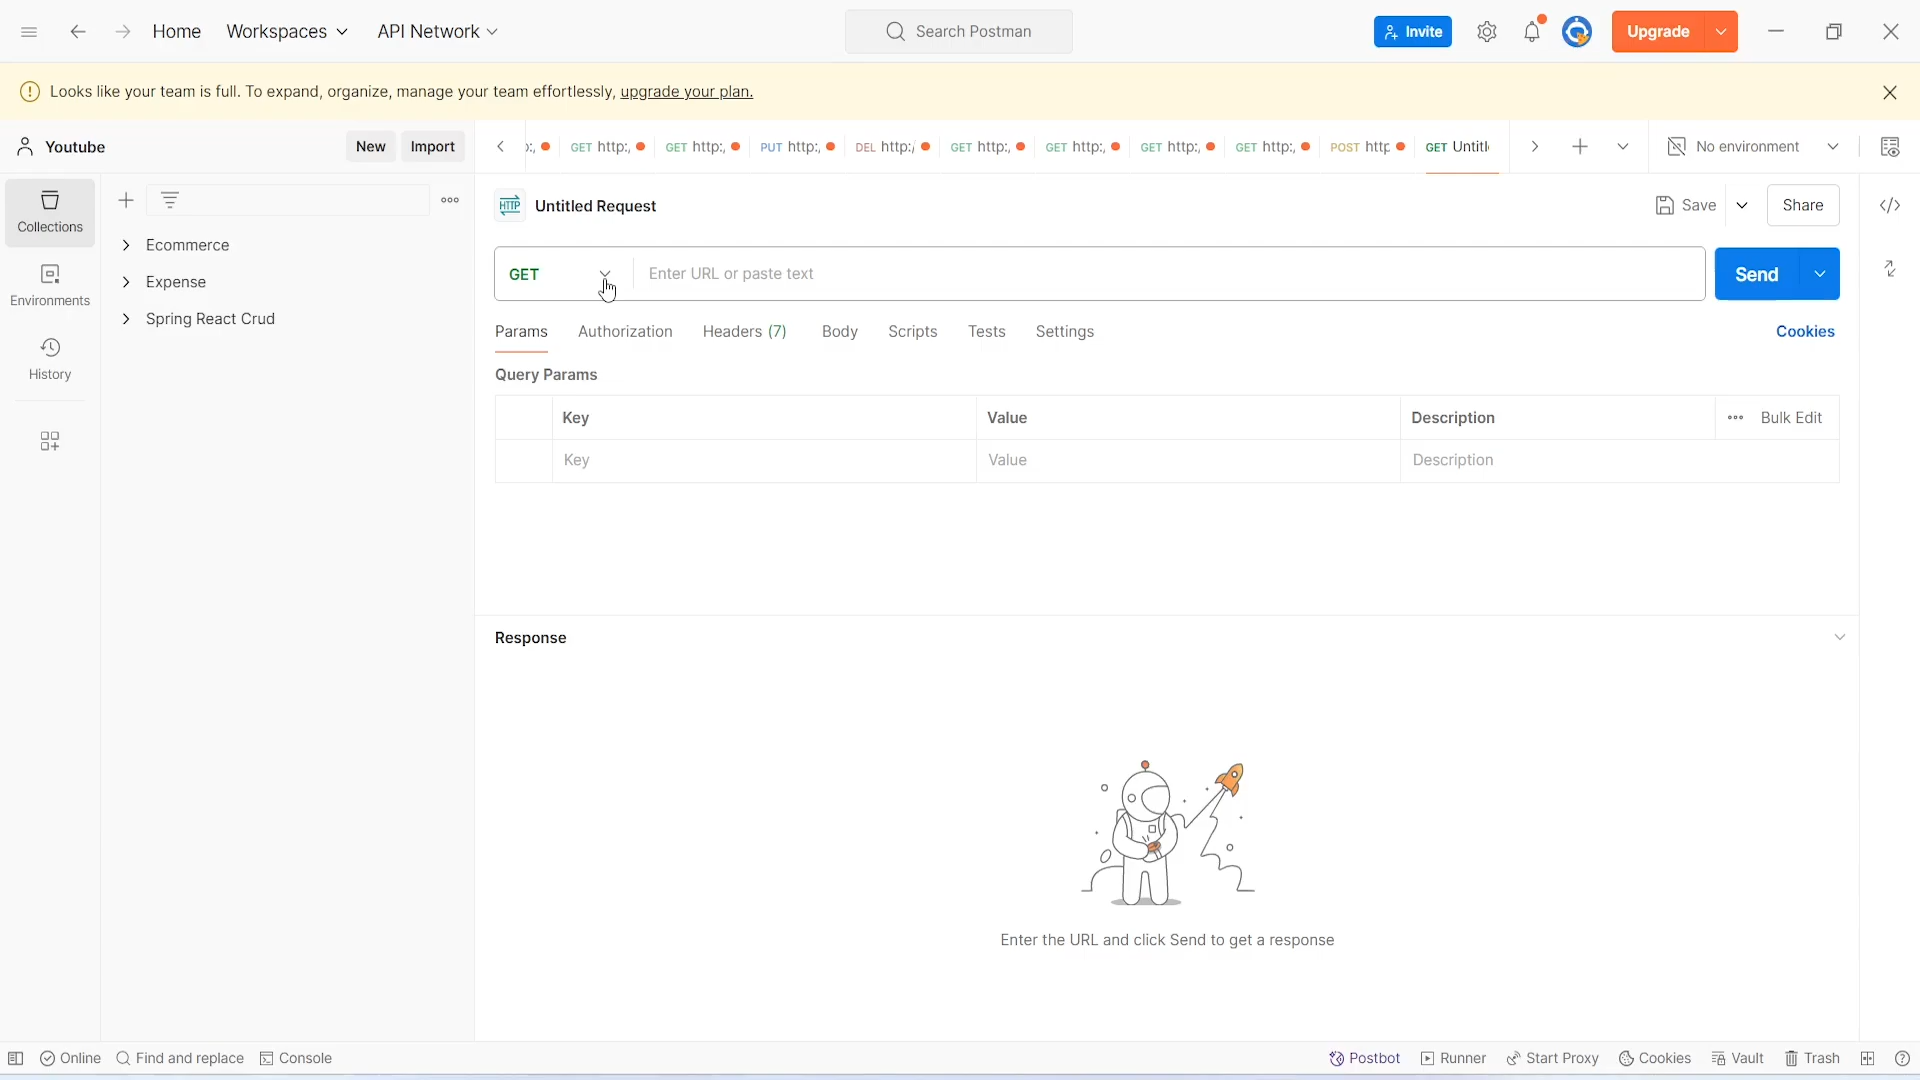 Home Workspaces API Network Search Postman Invite Upgrade
Looks like your team is full. To expand, organize, manage your team effortlessly, upgrade your plan.
Youtube New Import GET http:, GET http:, PUT http:, DEL http:/ GET http:, GET http:, GET http:, GET http:, POST http GET Untitl No environment
HTTP Untitled Request Save Share
Collections
Ecommerce
Expense
Spring React Crud
Environments
History
GET Enter URL or paste text Send
Params Authorization Headers (7) Body Scripts Tests Settings Cookies
Query Params
Key Value Description Bulk Edit
Key Value Description
Response
Enter the URL and click Send to get a response
Online Find and replace Console Postbot Runner Start Proxy Cookies Vault Trash